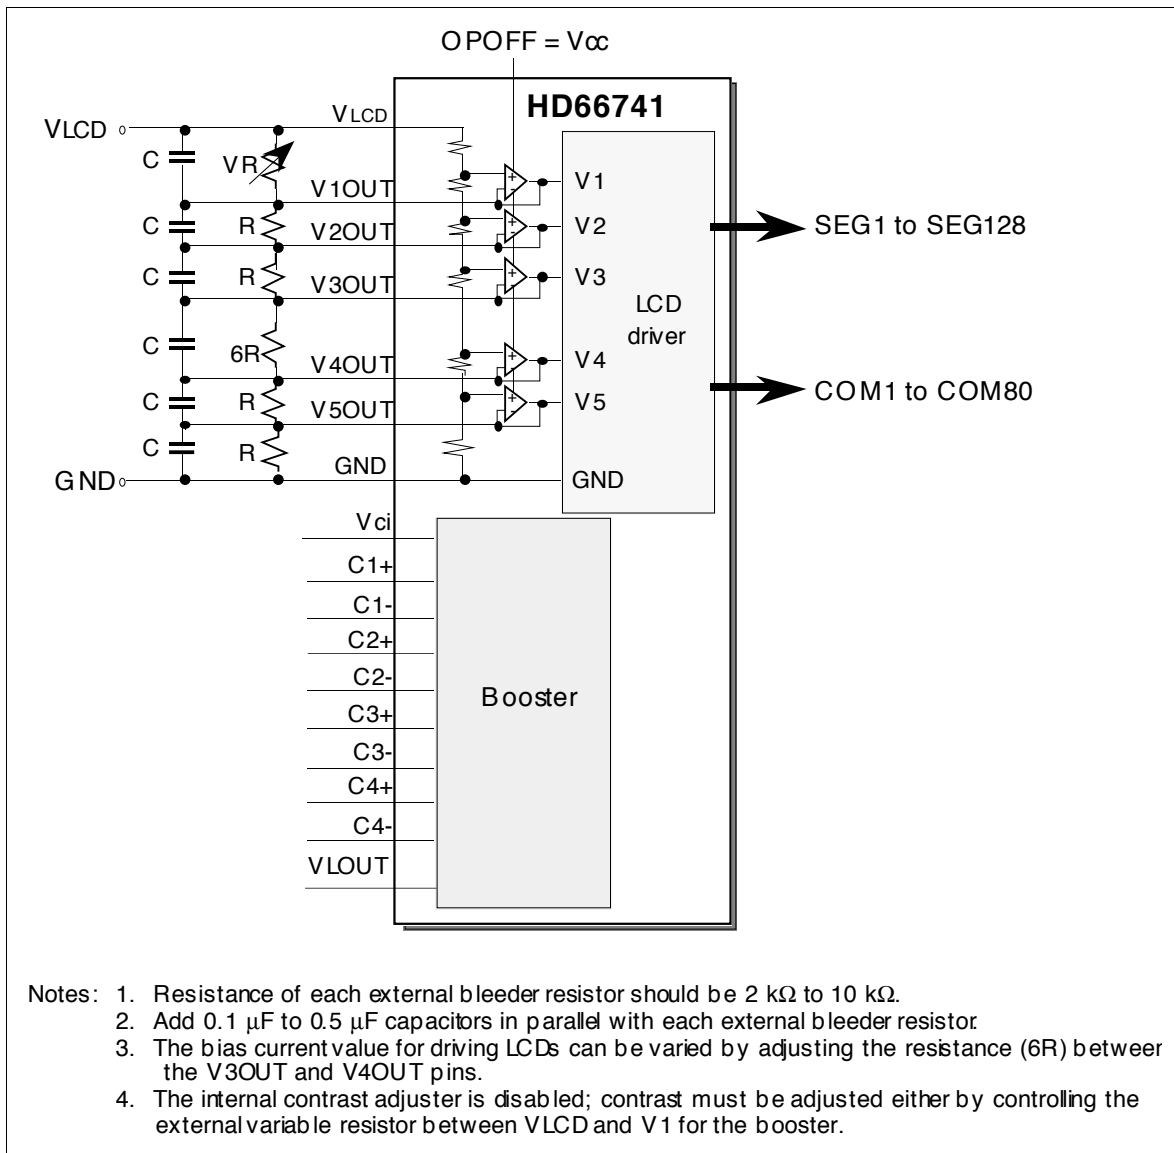 OPOFF = Vcc
HD66741
VLCD
VLCD
C
VR
V1OUT
V1
C
R
V2OUT
V2
SEG1 to SEG128
C
R
V3OUT
V3
LCD
driver
C
6R
V4OUT
V4
COM1 to COM80
C
R
V5OUT
V5
C
R
GND
GND
GND
Vci
C1+
C1-
C2+
C2-
Booster
C3+
C3-
C4+
C4-
VLOUT
Notes: 1. Resistance of each external bleeder resistor should be 2 kΩ to 10 kΩ.
2. Add 0.1 µF to 0.5 µF capacitors in parallel with each external bleeder resistor.
3. The bias current value for driving LCDs can be varied by adjusting the resistance (6R) between
the V3OUT and V4OUT pins.
4. The internal contrast adjuster is disabled; contrast must be adjusted either by controlling the
external variable resistor between VLCD and V1 for the booster.